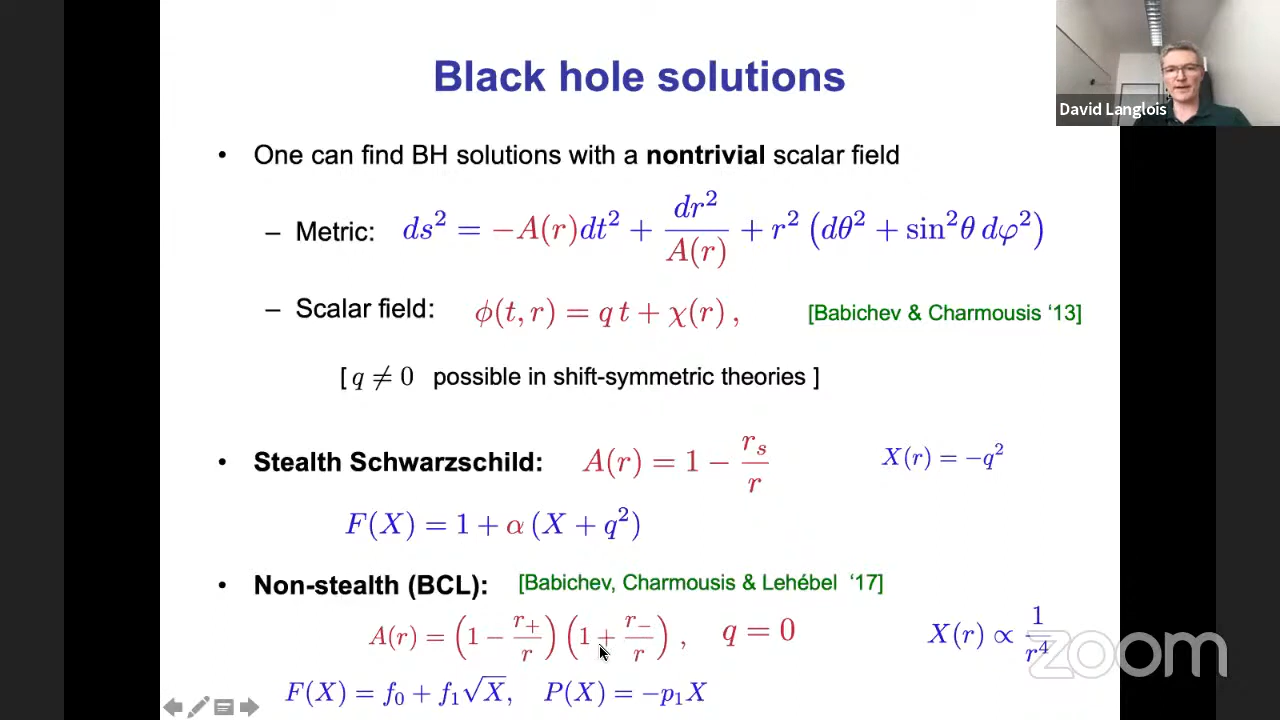 Black hole solutions
David Langlois
• One can find BH solutions with a nontrivial scalar field
– Metric: ds² = −A(r)dt² + dr²/A(r) + r² (dθ² + sin²θ dφ²)
– Scalar field: ϕ(t, r) = q t + χ(r) , [Babichev & Charmousis ‘13]
[ q ≠ 0 possible in shift-symmetric theories ]
• Stealth Schwarzschild: A(r) = 1 − rₛ/r X(r) = −q²
F(X) = 1 + α (X + q²)
• Non-stealth (BCL): [Babichev, Charmousis & Lehébel ‘17]
A(r) = (1 − r₊/r) (1 + r₋/r) , q = 0 X(r) ∝ 1/r⁴
F(X) = f₀ + f₁√X, P(X) = −p₁X
zoom